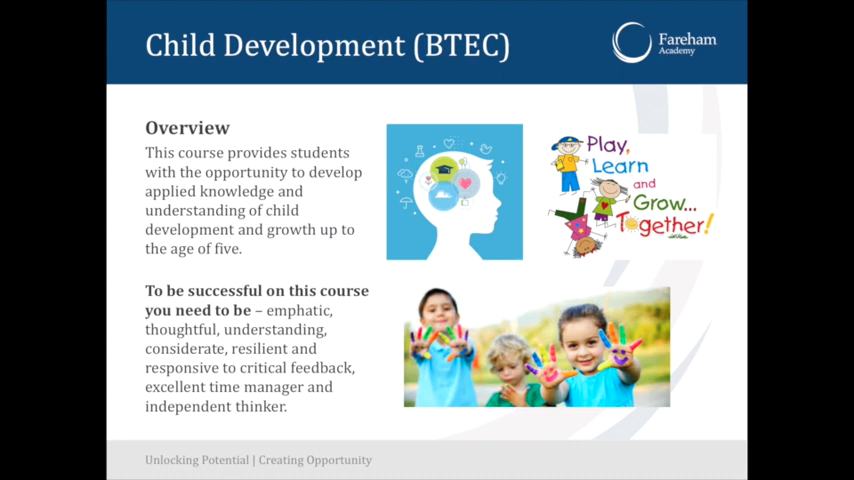 Child Development (BTEC)
Fareham
Academy
Overview
This course provides students
with the opportunity to develop
applied knowledge and
understanding of child
development and growth up to
the age of five.
To be successful on this course
you need to be – emphatic,
thoughtful, understanding,
considerate, resilient and
responsive to critical feedback,
excellent time manager and
independent thinker.
Play,
Learn
and
Grow...
Together!
Unlocking Potential | Creating Opportunity